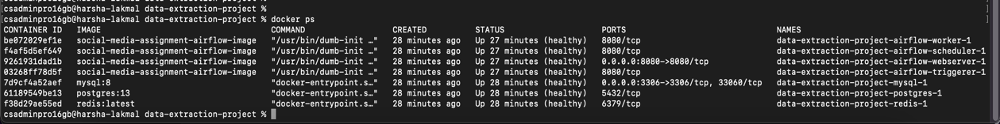 csadminpro16gb@harsha-lakmal data-extraction-project %
csadminpro16gb@harsha-lakmal data-extraction-project %
csadminpro16gb@harsha-lakmal data-extraction-project % docker ps
CONTAINER ID IMAGE COMMAND CREATED STATUS PORTS NAMES
be072029ef1e social-media-assignment-airflow-image "/usr/bin/dumb-init …" 28 minutes ago Up 27 minutes (healthy) 8080/tcp data-extraction-project-airflow-worker-1
f4af5d5ef649 social-media-assignment-airflow-image "/usr/bin/dumb-init …" 28 minutes ago Up 27 minutes (healthy) 8080/tcp data-extraction-project-airflow-scheduler-1
9261931dad1b social-media-assignment-airflow-image "/usr/bin/dumb-init …" 28 minutes ago Up 27 minutes (healthy) 0.0.0.0:8080->8080/tcp data-extraction-project-airflow-webserver-1
03268ff78d5f social-media-assignment-airflow-image "/usr/bin/dumb-init …" 28 minutes ago Up 27 minutes (healthy) 8080/tcp data-extraction-project-airflow-triggerer-1
7d9cf4a52aef mysql:8 "docker-entrypoint.s…" 28 minutes ago Up 28 minutes (healthy) 0.0.0.0:3306->3306/tcp, 33060/tcp data-extraction-project-mysql-1
61189549be13 postgres:13 "docker-entrypoint.s…" 28 minutes ago Up 28 minutes (healthy) 5432/tcp data-extraction-project-postgres-1
f38d29ae55ed redis:latest "docker-entrypoint.s…" 28 minutes ago Up 28 minutes (healthy) 6379/tcp data-extraction-project-redis-1
csadminpro16gb@harsha-lakmal data-extraction-project %